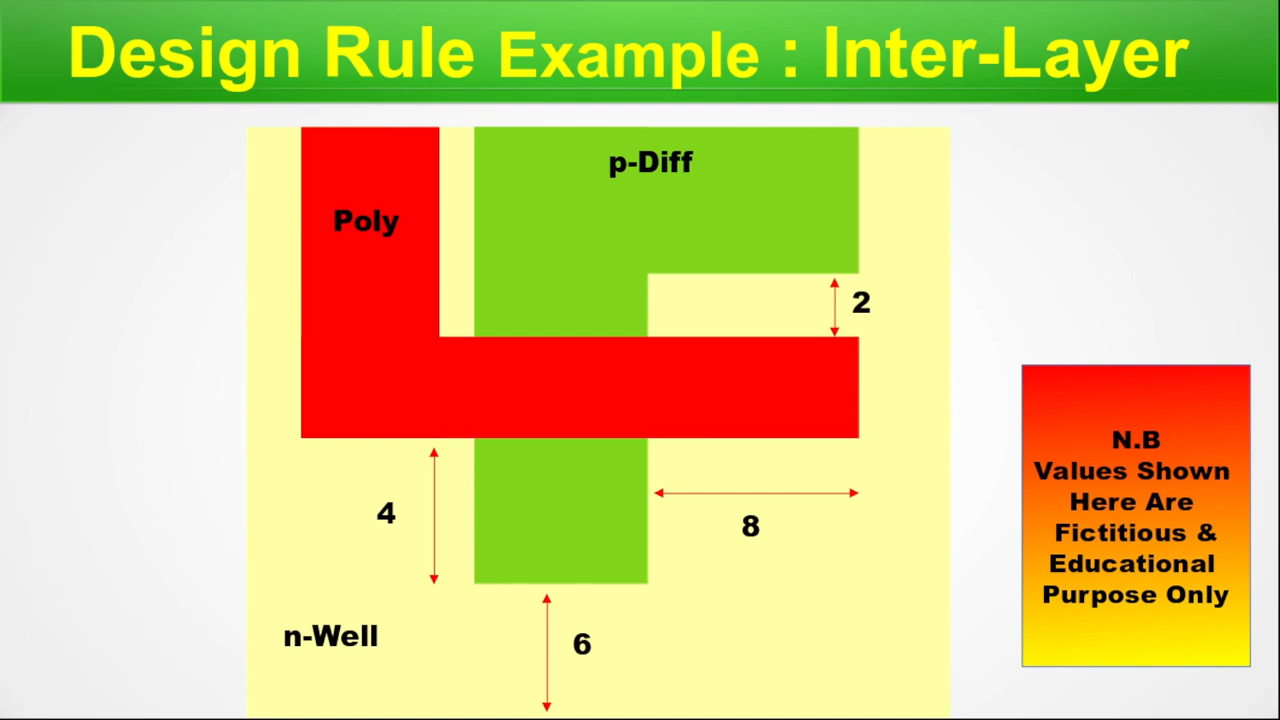 Design Rule Example : Inter-Layer
p-Diff
Poly
2
4
8
6
n-Well
N.B
Values Shown
Here Are
Fictitious &
Educational
Purpose Only